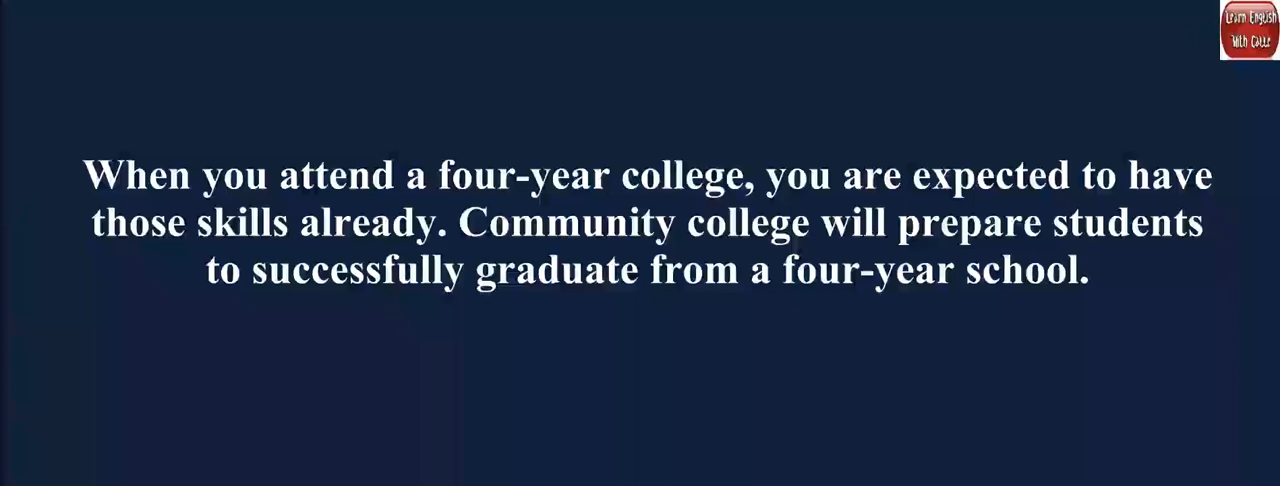 Learn English
With Cattr
When you attend a four-year college, you are expected to have
those skills already. Community college will prepare students
to successfully graduate from a four-year school.